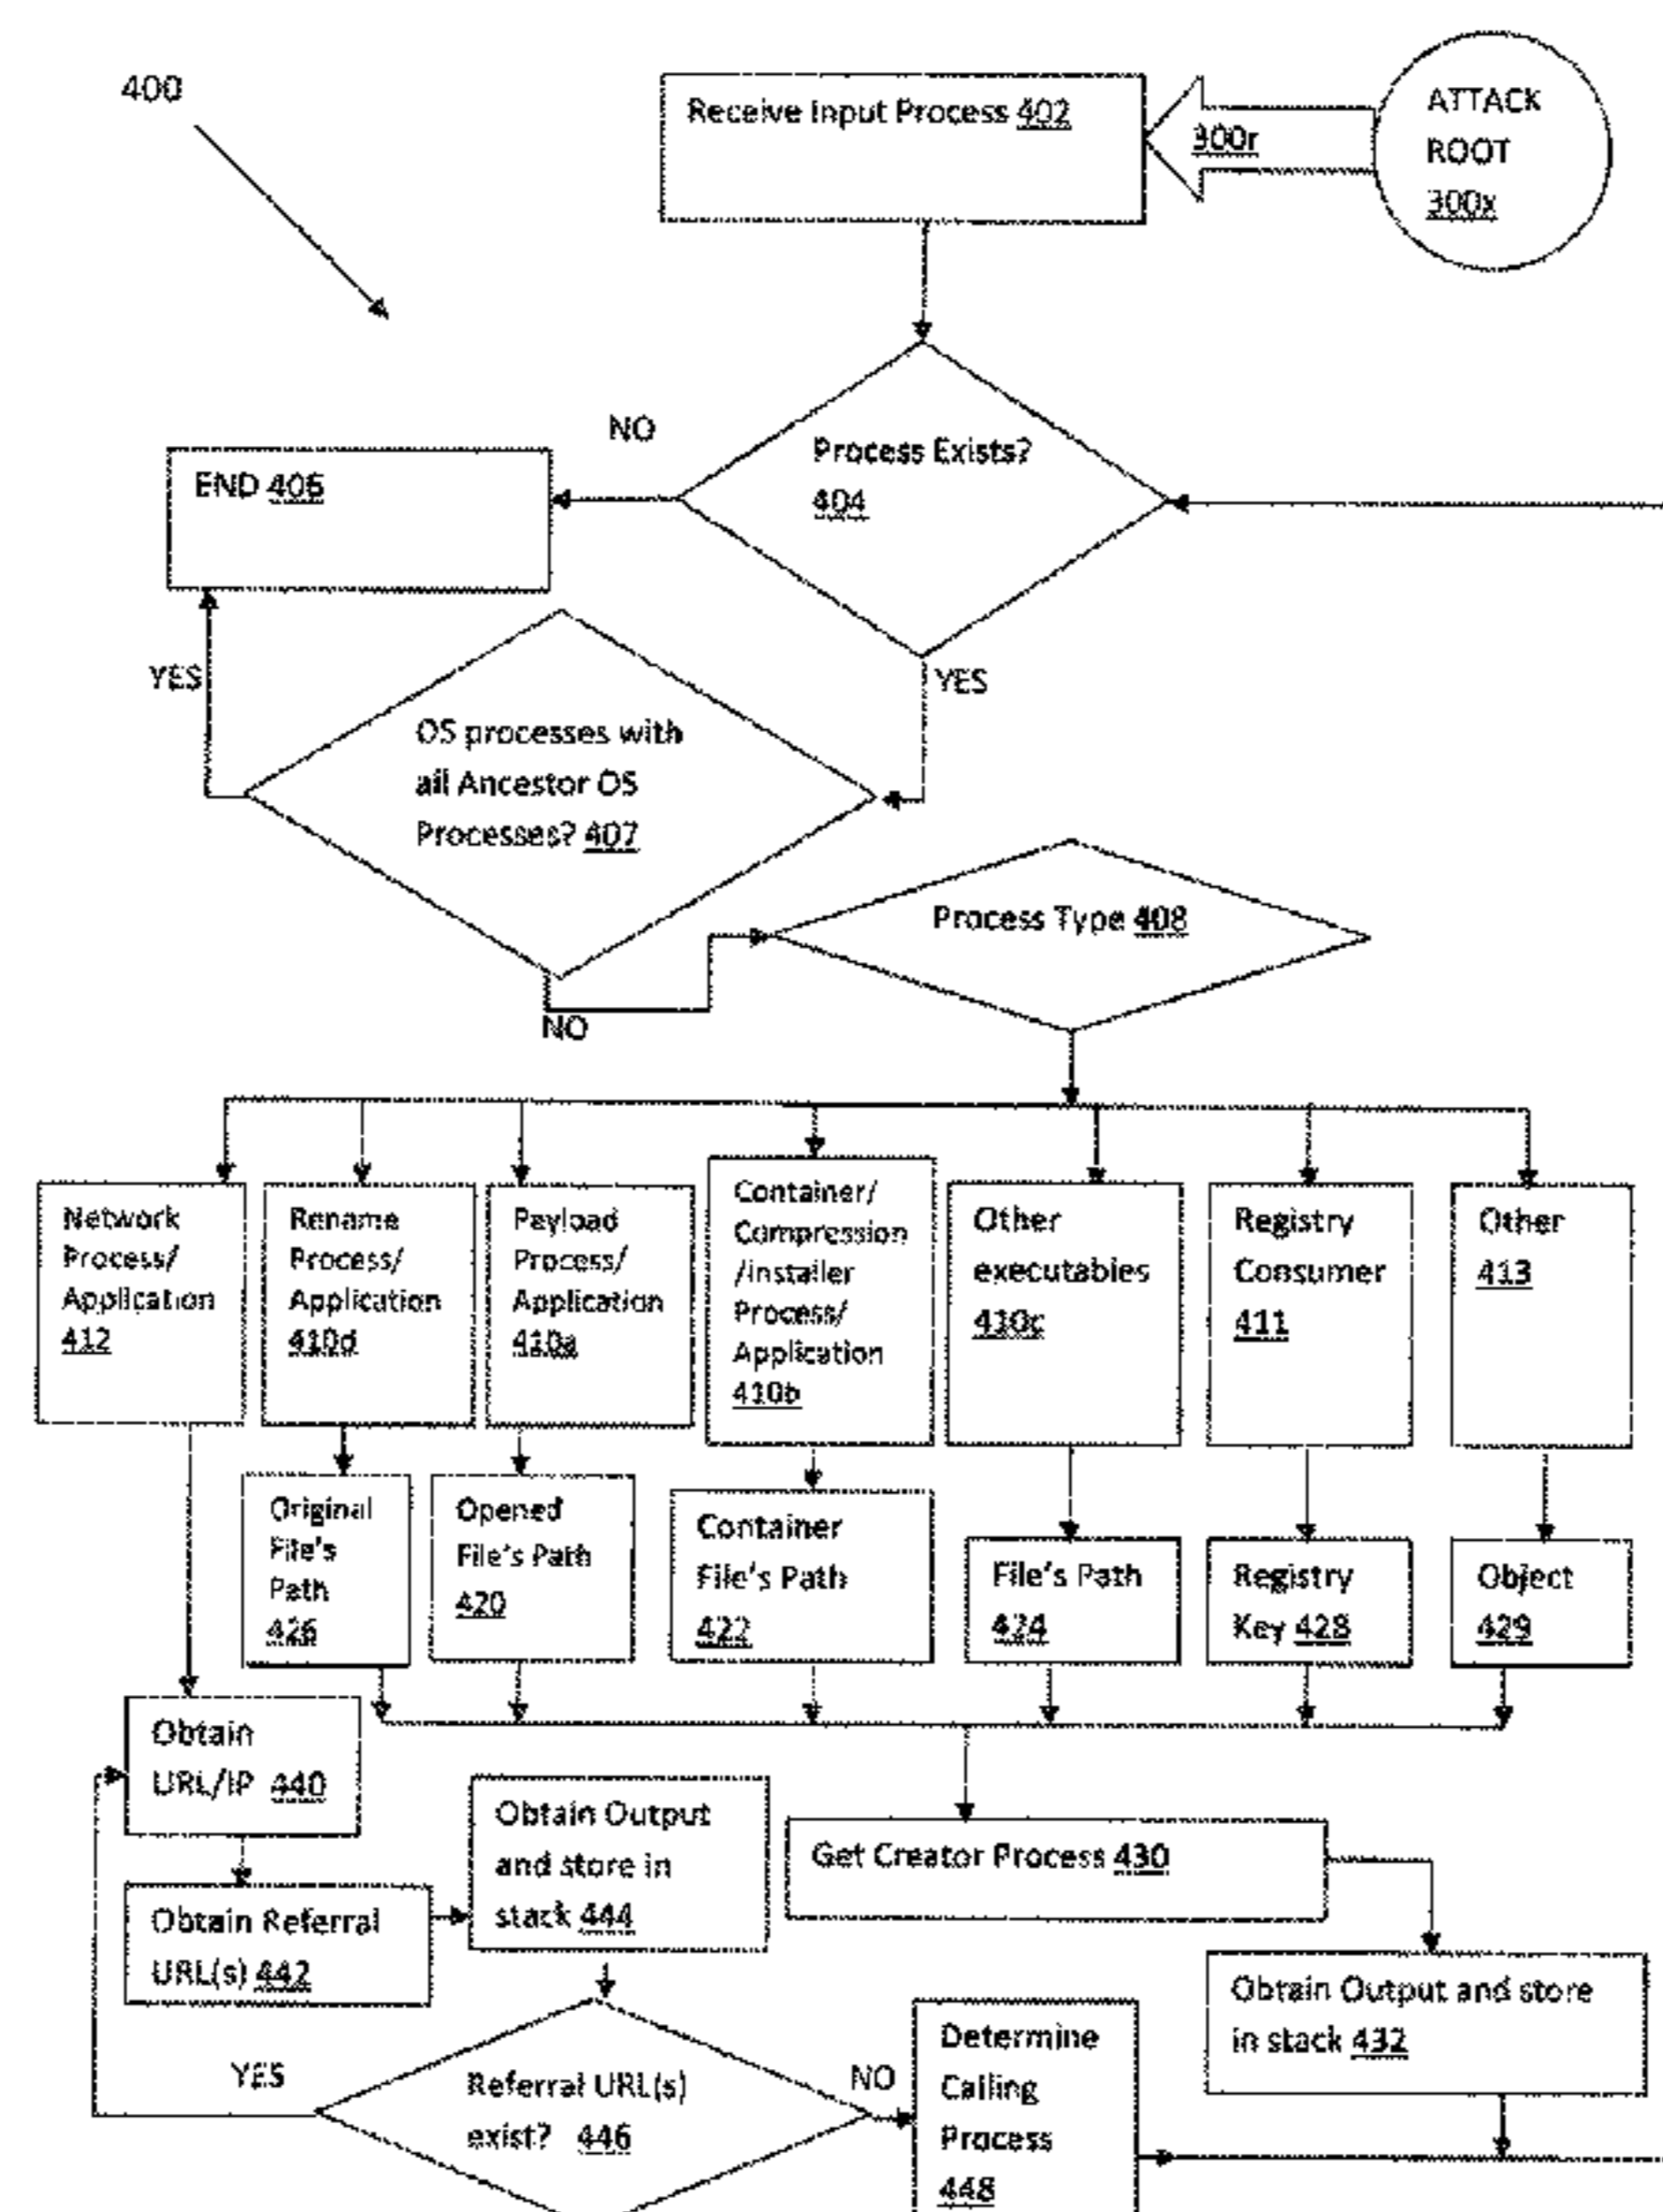 400
Receive Input Process 402
300r
ATTACK
ROOT
300x
NO
Process Exists?
404
END 406
YES
YES
OS processes with
all Ancestor OS
Processes? 407
Process Type 408
NO
Network
Process/
Application
412
Rename
Process/
Application
410d
Payload
Process/
Application
410a
Container/
Compression
/installer
Process/
Application
410b
Other
executables
410c
Registry
Consumer
411
Other
413
Original
File's
Path
426
Opened
File's Path
420
Container
File's Path
422
File's Path
424
Registry
Key 428
Object
429
Obtain
URL/IP 440
Obtain Output
and store in
stack 444
Get Creator Process 430
Obtain Referral
URL(s) 442
Obtain Output and store
in stack 432
YES
Referral URL(s)
exist? 446
NO
Determine
Calling
Process
448